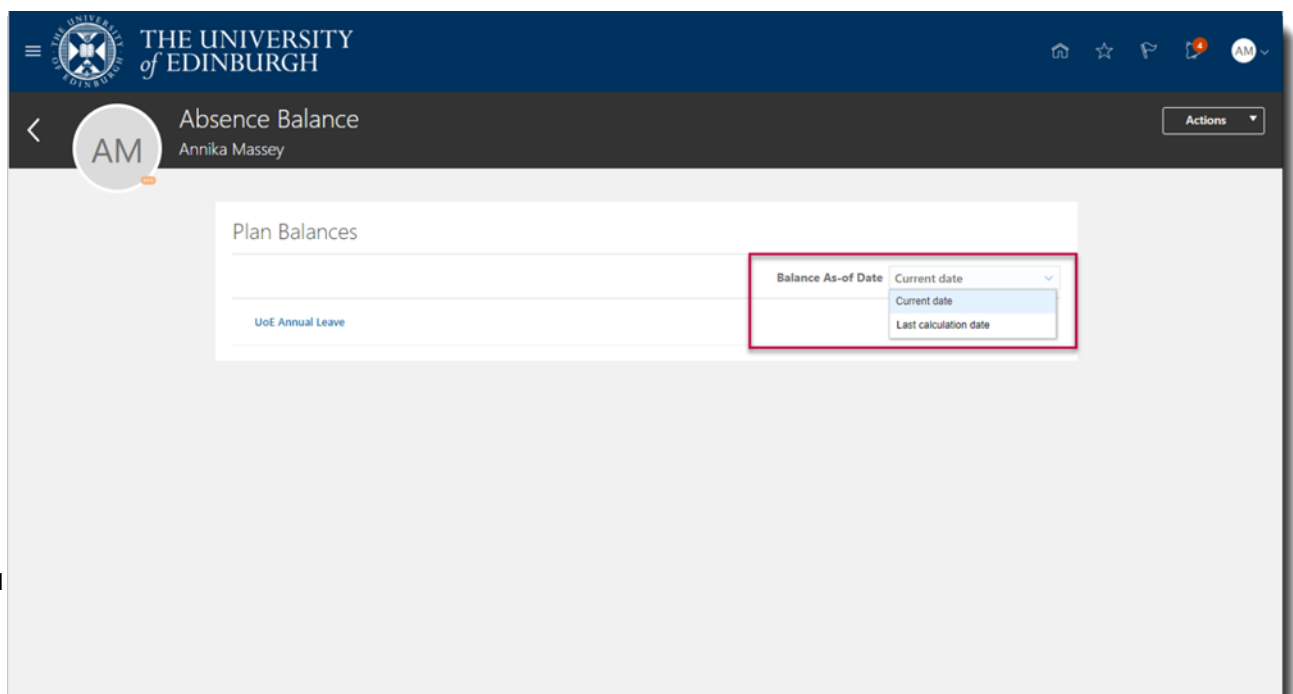 THE UNIVERSITY
of EDINBURGH
4
AM
AM
Absence Balance
Annika Massey
Actions
Plan Balances
Balance As-of Date Current date
Current date
UoE Annual Leave
Last calculation date